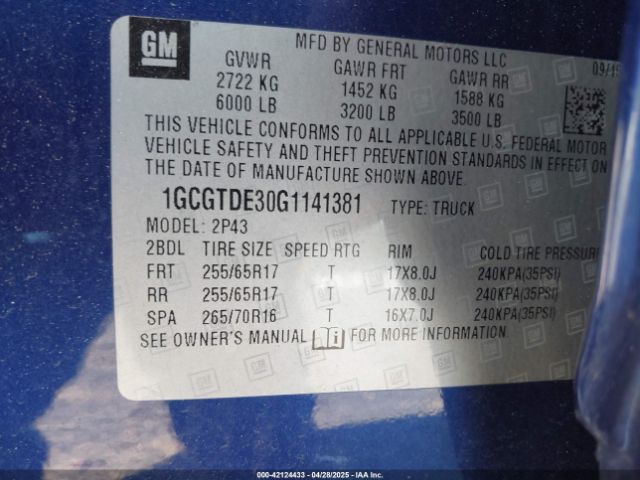 GM
MFD BY GENERAL MOTORS LLC
GVWR GAWR FRT GAWR RR
2722 KG 1452 KG 1588 KG
6000 LB 3200 LB 3500 LB
THIS VEHICLE CONFORMS TO ALL APPLICABLE U.S. FEDERAL MOTOR
VEHICLE SAFETY AND THEFT PREVENTION STANDARDS IN EFFECT ON
THE DATE OF MANUFACTURE SHOWN ABOVE.
1GCGTDE30G1141381 TYPE: TRUCK
MODEL: 2P43
2BDL TIRE SIZE SPEED RTG RIM COLD TIRE PRESSURE
FRT 255/65R17 T 17X8.0J 240KPA(35PSI)
RR 255/65R17 T 17X8.0J 240KPA(35PSI)
SPA 265/70R16 T 16X7.0J 240KPA(35PSI)
SEE OWNER'S MANUAL i FOR MORE INFORMATION.
000-42124433 04/28/2025 IAAI.COM